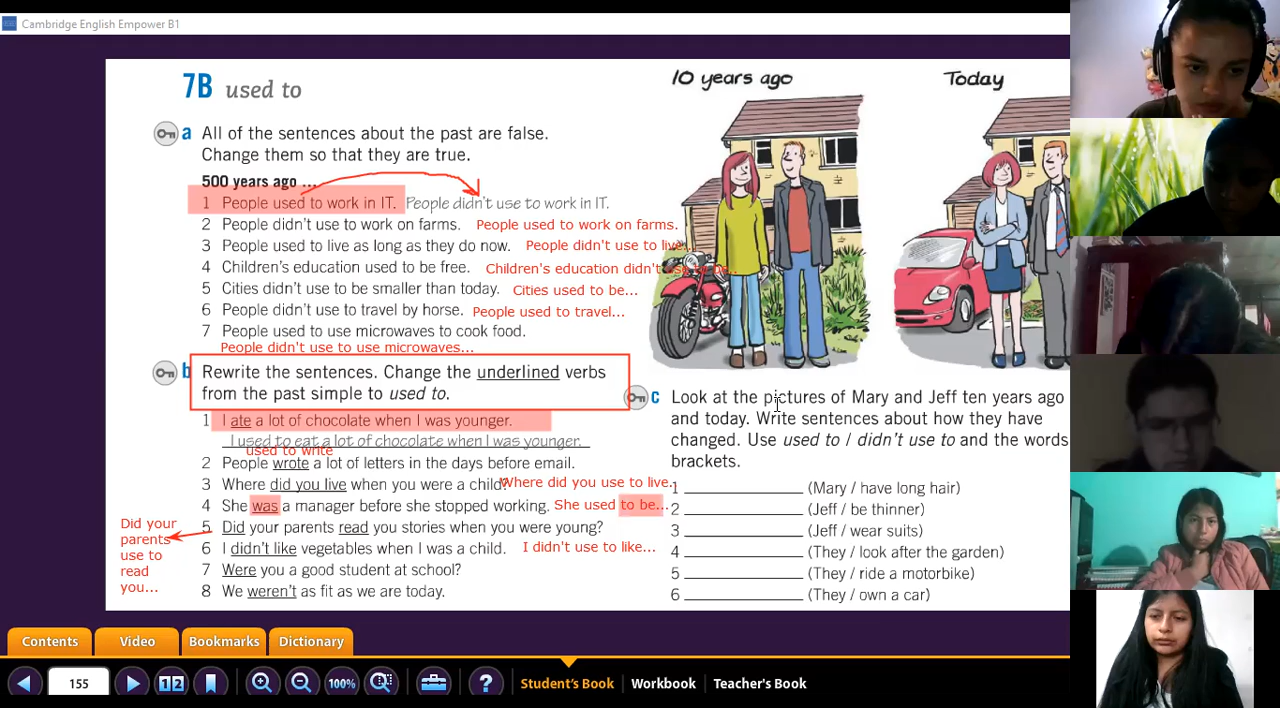 Cambridge English Empower B1
7B used to
a All of the sentences about the past are false.
Change them so that they are true.
500 years ago ...
1 People used to work in IT. People didn't use to work in IT.
2 People didn't use to work on farms. People used to work on farms.
3 People used to live as long as they do now. People didn't use to live...
4 Children's education used to be free. Children's education didn't use to be...
5 Cities didn't use to be smaller than today. Cities used to be...
6 People didn't use to travel by horse. People used to travel...
7 People used to use microwaves to cook food.
People didn't use to use microwaves...
b Rewrite the sentences. Change the underlined verbs
from the past simple to used to.
1 I ate a lot of chocolate when I was younger.
I used to eat a lot of chocolate when I was younger.
used to write
2 People wrote a lot of letters in the days before email.
3 Where did you live when you were a child? Where did you use to live...
4 She was a manager before she stopped working. She used to be...
5 Did your parents read you stories when you were young?
Did your
parents
use to
read
you...
6 I didn't like vegetables when I was a child. I didn't use to like...
7 Were you a good student at school?
8 We weren't as fit as we are today.
10 years ago
Today
c Look at the pictures of Mary and Jeff ten years ago
and today. Write sentences about how they have
changed. Use used to / didn't use to and the words
brackets.
1 ____________ (Mary / have long hair)
2 ____________ (Jeff / be thinner)
3 ____________ (Jeff / wear suits)
4 ____________ (They / look after the garden)
5 ____________ (They / ride a motorbike)
6 ____________ (They / own a car)
Contents Video Bookmarks Dictionary
155 1 2 100% ? Student's Book Workbook Teacher's Book